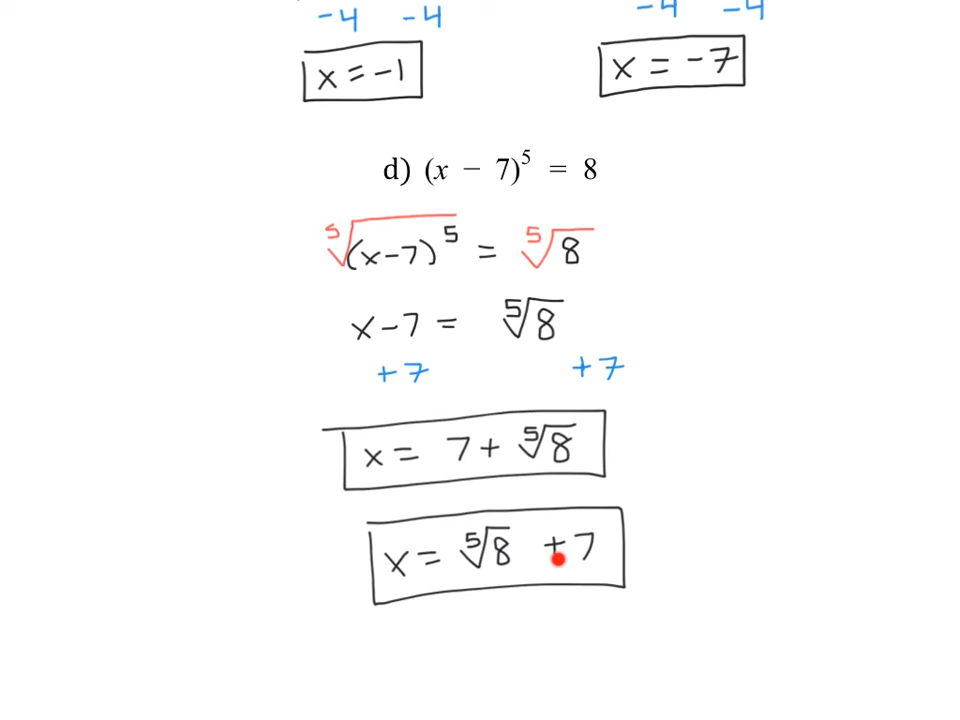 -4 -4 -4 -4
x = -1 x = -7
d) (x − 7)⁵ = 8
⁵√(x-7)⁵ = ⁵√8
x-7 = ⁵√8
+7 +7
x = 7 + ⁵√8
x = ⁵√8 +7